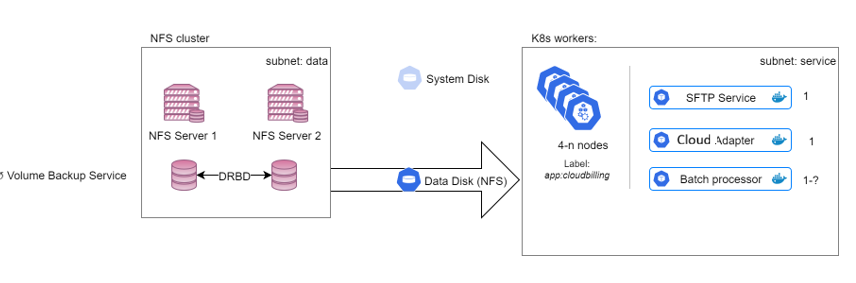 NFS cluster
subnet: data
NFS Server 1
NFS Server 2
Volume Backup Service
DRBD
System Disk
Data Disk (NFS)
K8s workers:
subnet: service
4-n nodes
Label:
app:cloudbilling
SFTP Service
1
Cloud Adapter
1
Batch processor
1-?